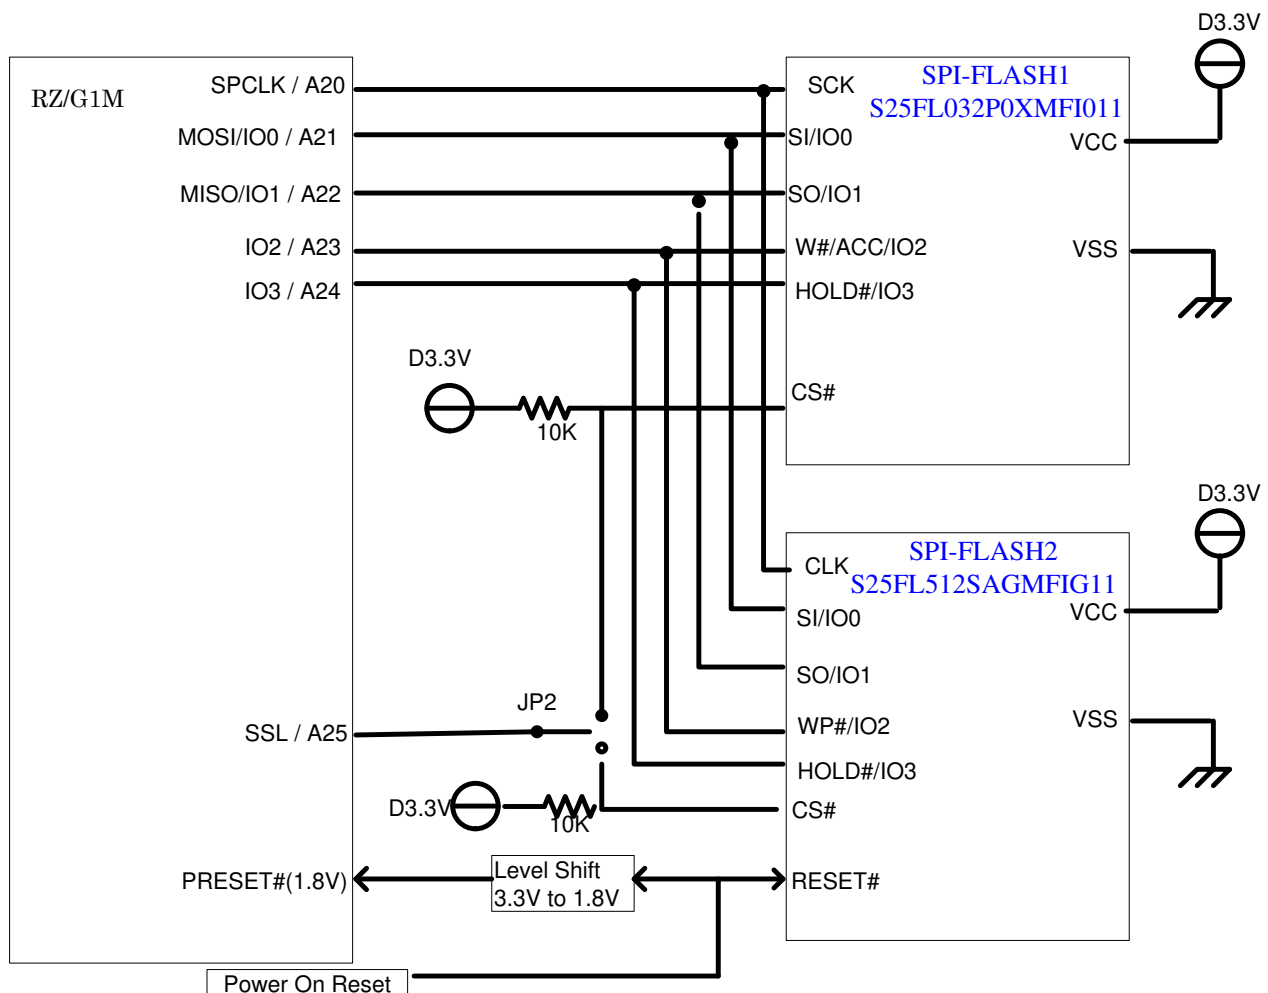 D3.3V
RZ/G1M
SPCLK / A20
MOSI/IO0 / A21
MISO/IO1 / A22
IO2 / A23
IO3 / A24
SSL / A25
PRESET#(1.8V)
SPI-FLASH1
S25FL032P0XMFI011
SCK
SI/IO0
SO/IO1
W#/ACC/IO2
HOLD#/IO3
CS#
VCC
VSS
D3.3V
10K
D3.3V
SPI-FLASH2
S25FL512SAGMFIG11
CLK
SI/IO0
SO/IO1
WP#/IO2
HOLD#/IO3
CS#
RESET#
VCC
VSS
JP2
D3.3V
10K
Level Shift
3.3V to 1.8V
Power On Reset